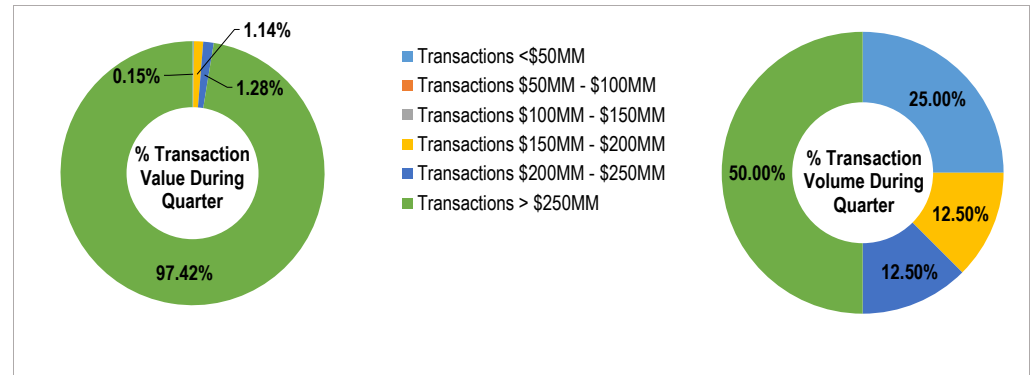 1.14%
0.15%
1.28%
% Transaction
Value During
Quarter
97.42%
Transactions <$50MM
Transactions $50MM - $100MM
Transactions $100MM - $150MM
Transactions $150MM - $200MM
Transactions $200MM - $250MM
Transactions > $250MM
25.00%
50.00%
% Transaction
Volume During
Quarter
12.50%
12.50%